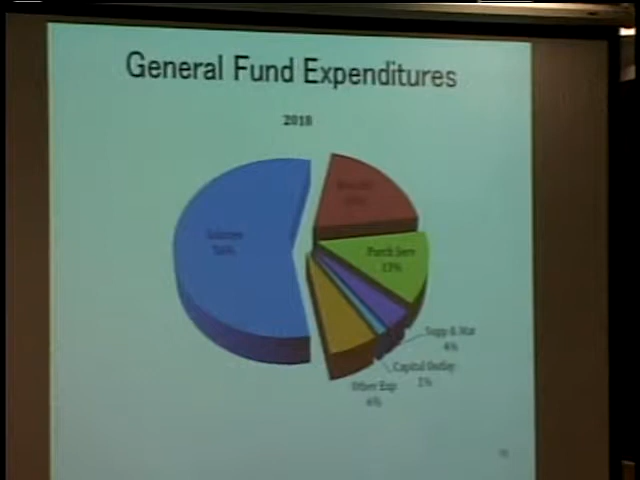 General Fund Expenditures
2018
Salaries
Purch Serv
13%
Supp & Mat
4%
Capital Outlay
1%
Other Exp
6%